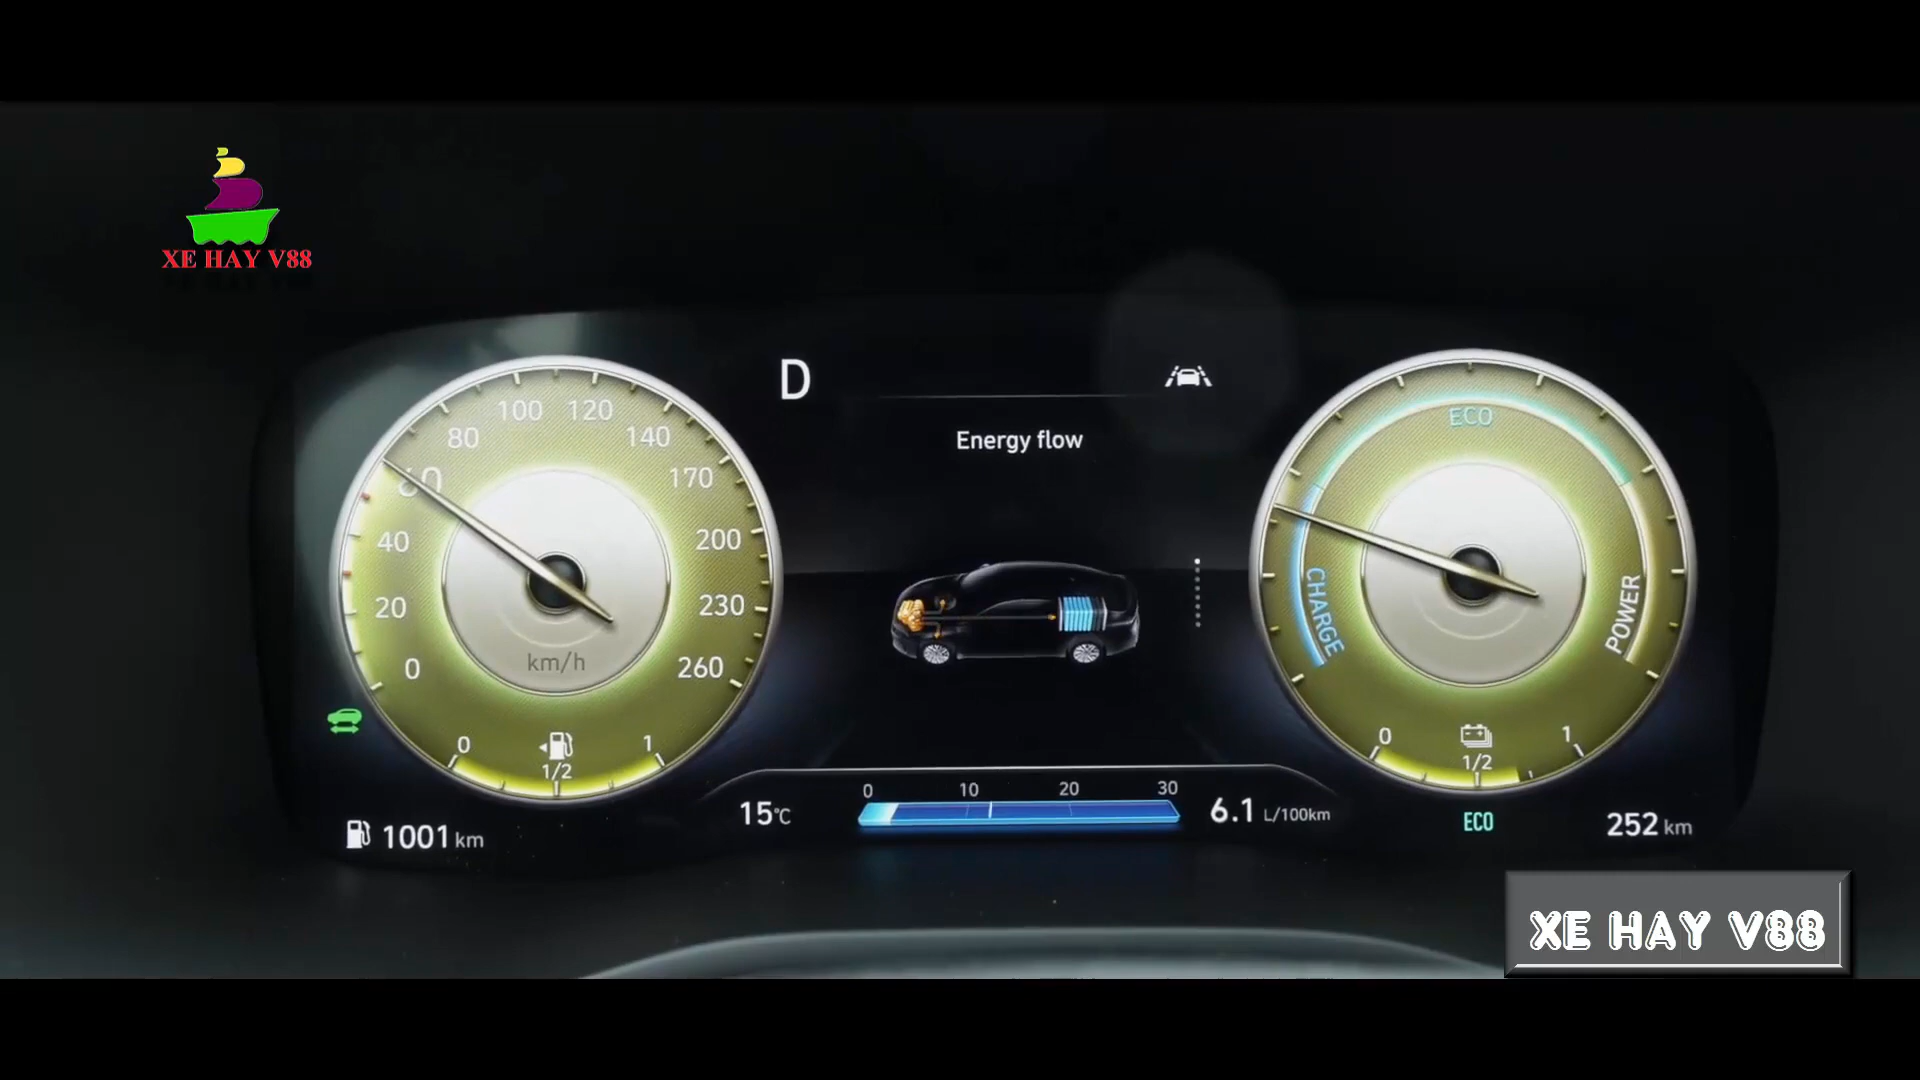 XE HAY V88
D
Energy flow
100 120
80 140
60 170
40 200
20 230
0 260
km/h
0 1/2 1
ECO
CHARGE
POWER
0 1/2 1
0 10 20 30
15°C
6.1 L/100km
ECO
1001 km
252 km
XE HAY V88